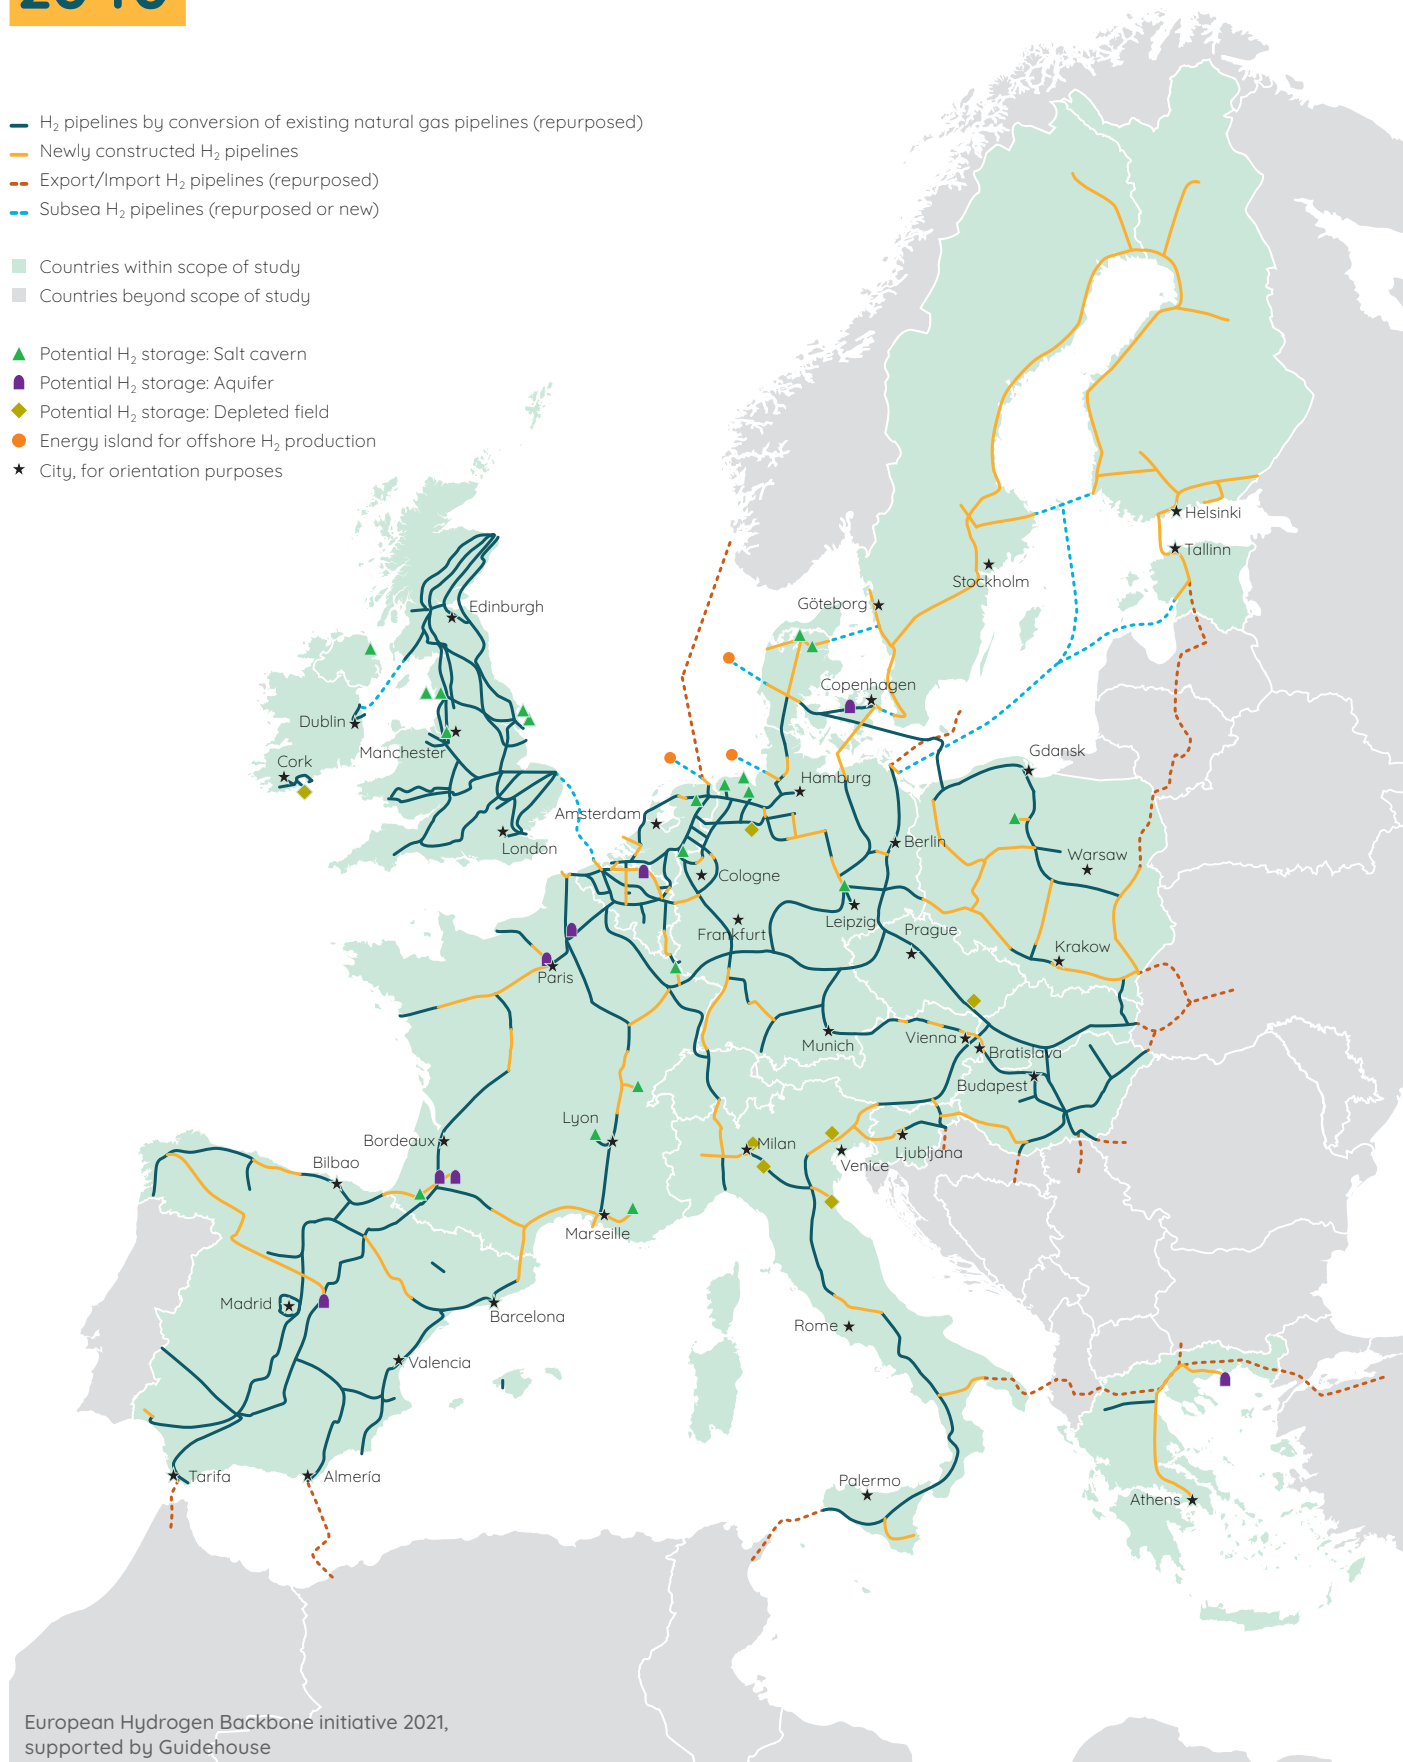 H₂ pipelines by conversion of existing natural gas pipelines (repurposed)
Newly constructed H₂ pipelines
Export/Import H₂ pipelines (repurposed)
Subsea H₂ pipelines (repurposed or new)
Countries within scope of study
Countries beyond scope of study
Potential H₂ storage: Salt cavern
Potential H₂ storage: Aquifer
Potential H₂ storage: Depleted field
Energy island for offshore H₂ production
City, for orientation purposes
Helsinki
Tallinn
Stockholm
Göteborg
Edinburgh
Copenhagen
Dublin
Manchester
Gdansk
Cork
Hamburg
Amsterdam
London
Berlin
Warsaw
Cologne
Leipzig
Frankfurt
Prague
Krakow
Paris
Munich
Vienna
Bratislava
Budapest
Lyon
Bordeaux
Milan
Ljubljana
Venice
Bilbao
Marseille
Madrid
Barcelona
Rome
Valencia
Tarifa
Almería
Palermo
Athens
European Hydrogen Backbone initiative 2021,
supported by Guidehouse